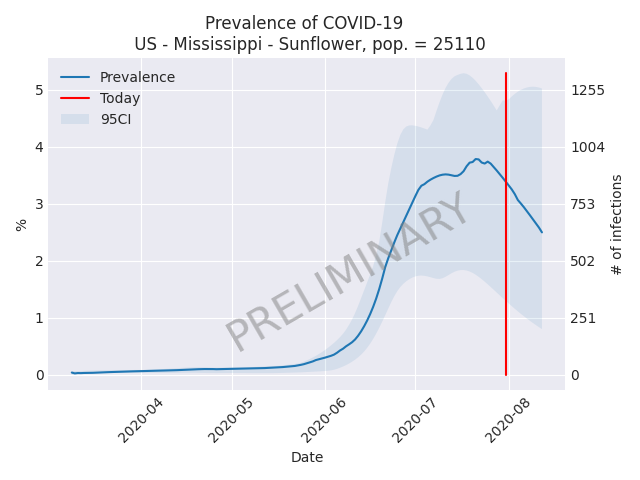 Prevalence of COVID-19
US - Mississippi - Sunflower, pop. = 25110
Prevalence
Today
95CI
5
4
3
2
1
0
%
1255
1004
753
502
251
0
# of infections
PRELIMINARY
2020-04
2020-05
2020-06
2020-07
2020-08
Date